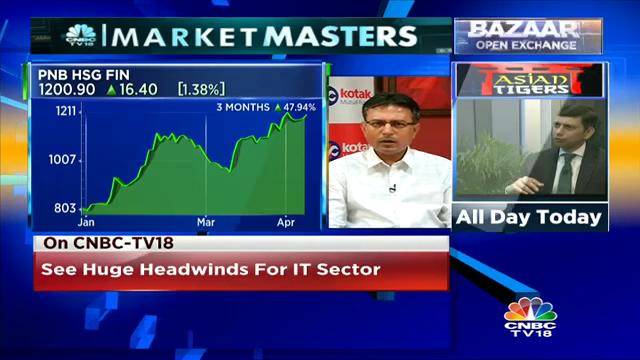 CNBC
TV18
MARKET MASTERS
BAZAAR
OPEN EXCHANGE
PNB HSG FIN
1200.90 ▲ 16.40 [1.38%]
3 MONTHS ▲ 47.94%
1211
1007
803
Jan
Mar
Apr
kotak
Mutual
kotak
ASIAN
TIGERS
All Day Today
On CNBC-TV18
See Huge Headwinds For IT Sector
CNBC
TV18